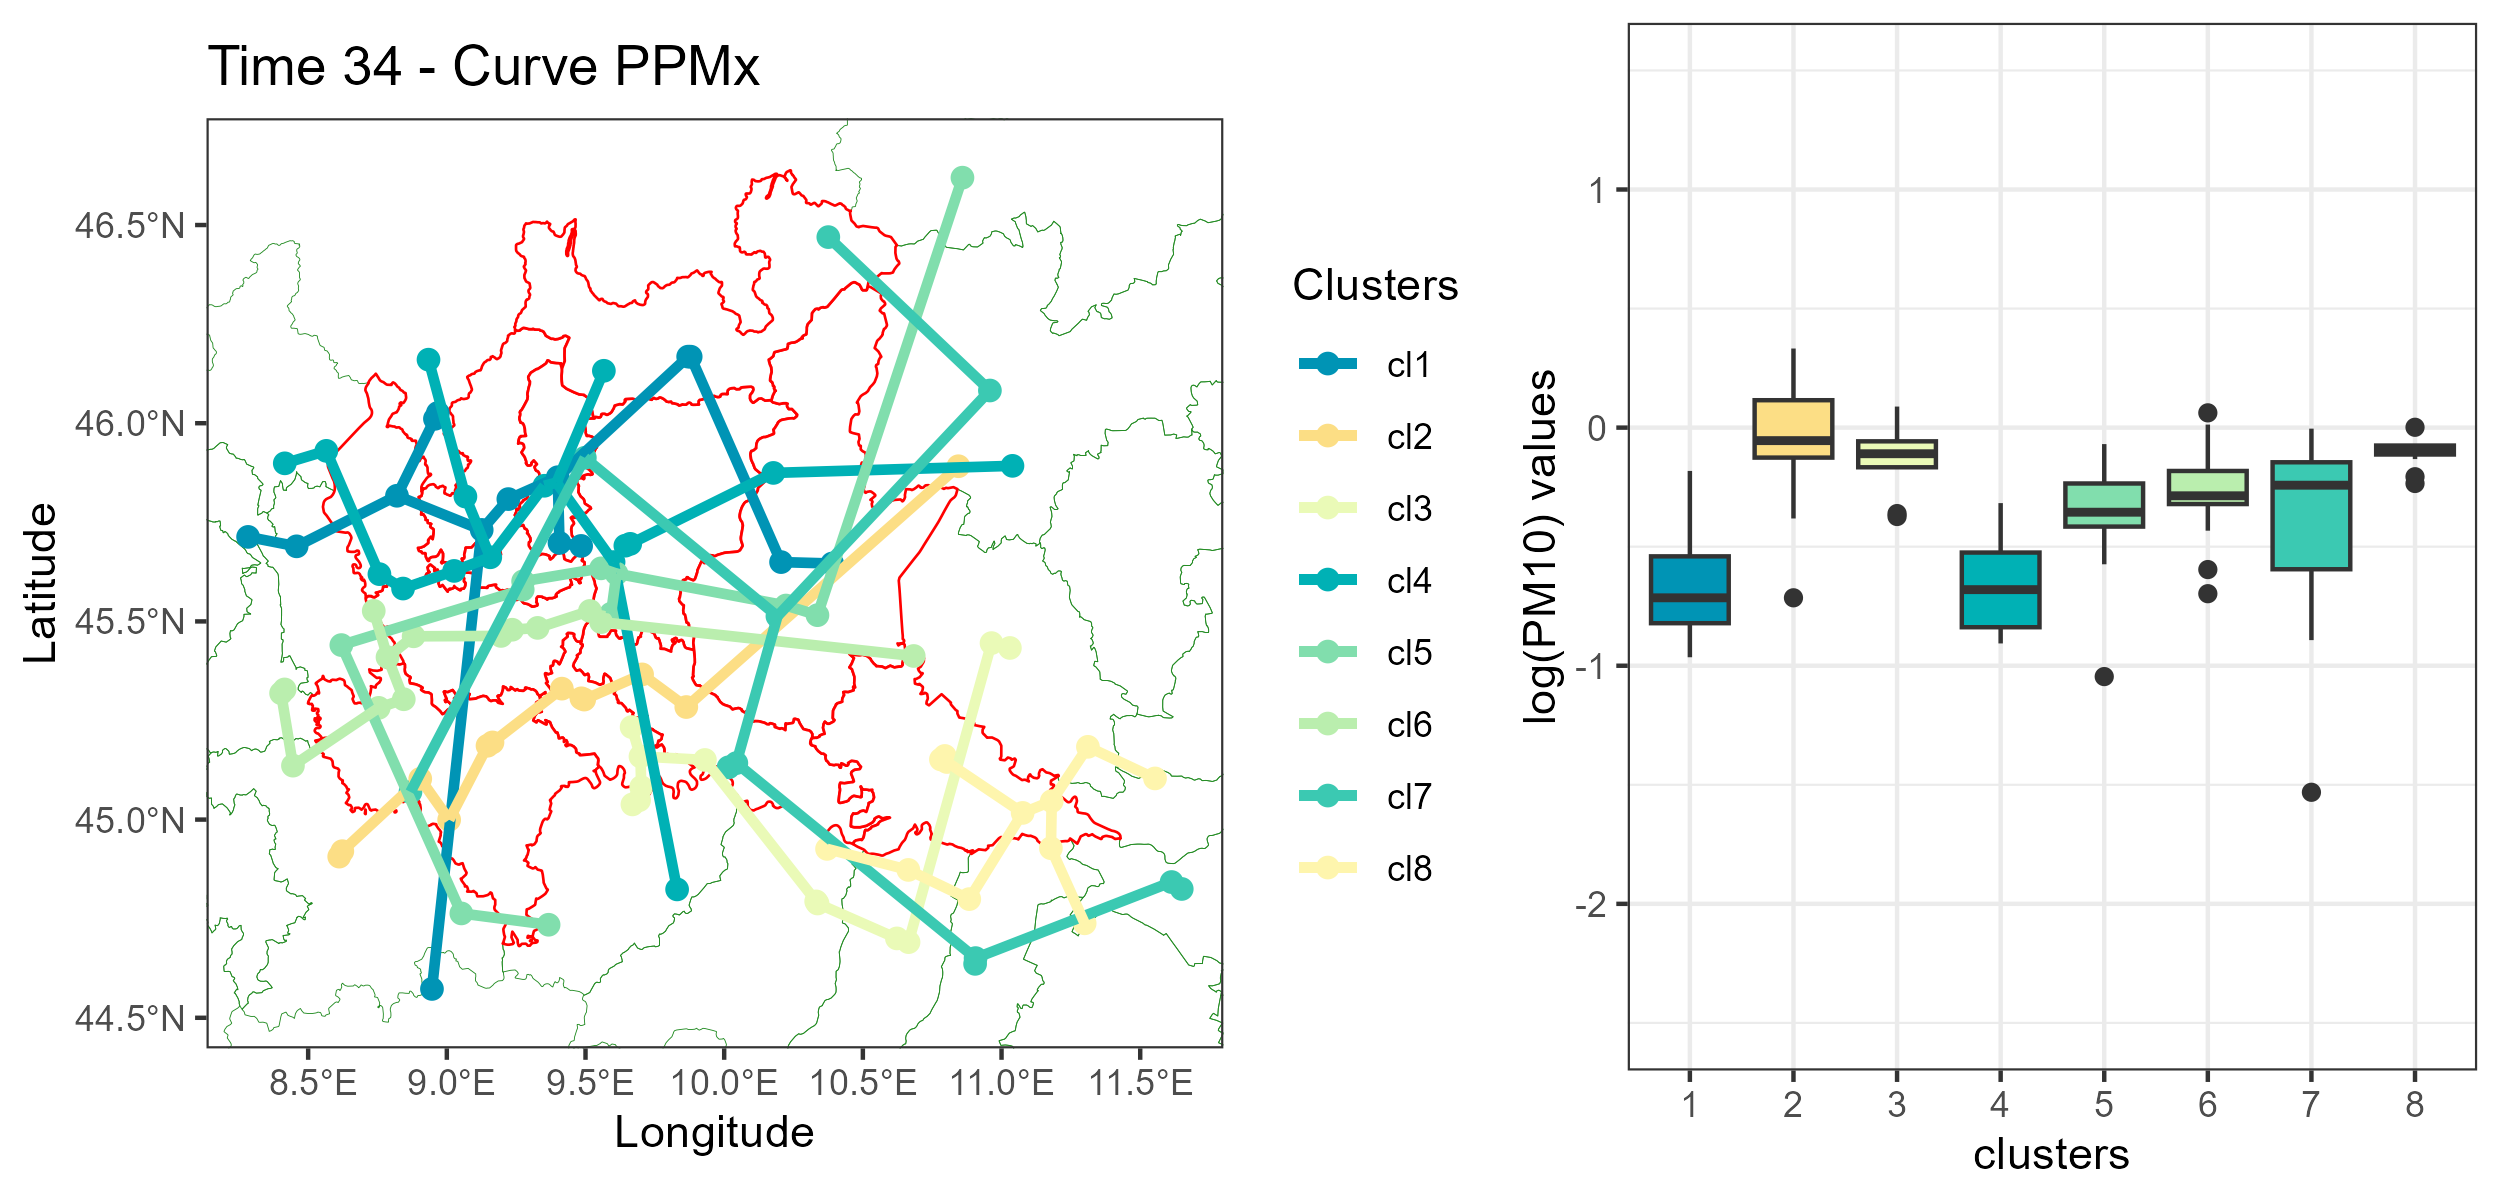 Time 34 - Curve PPMx
Latitude
46.5°N
46.0°N
45.5°N
45.0°N
44.5°N
8.5°E 9.0°E 9.5°E 10.0°E 10.5°E 11.0°E 11.5°E
Longitude
Clusters
cl1
cl2
cl3
cl4
cl5
cl6
cl7
cl8
log(PM10) values
1
0
-1
-2
1 2 3 4 5 6 7 8
clusters